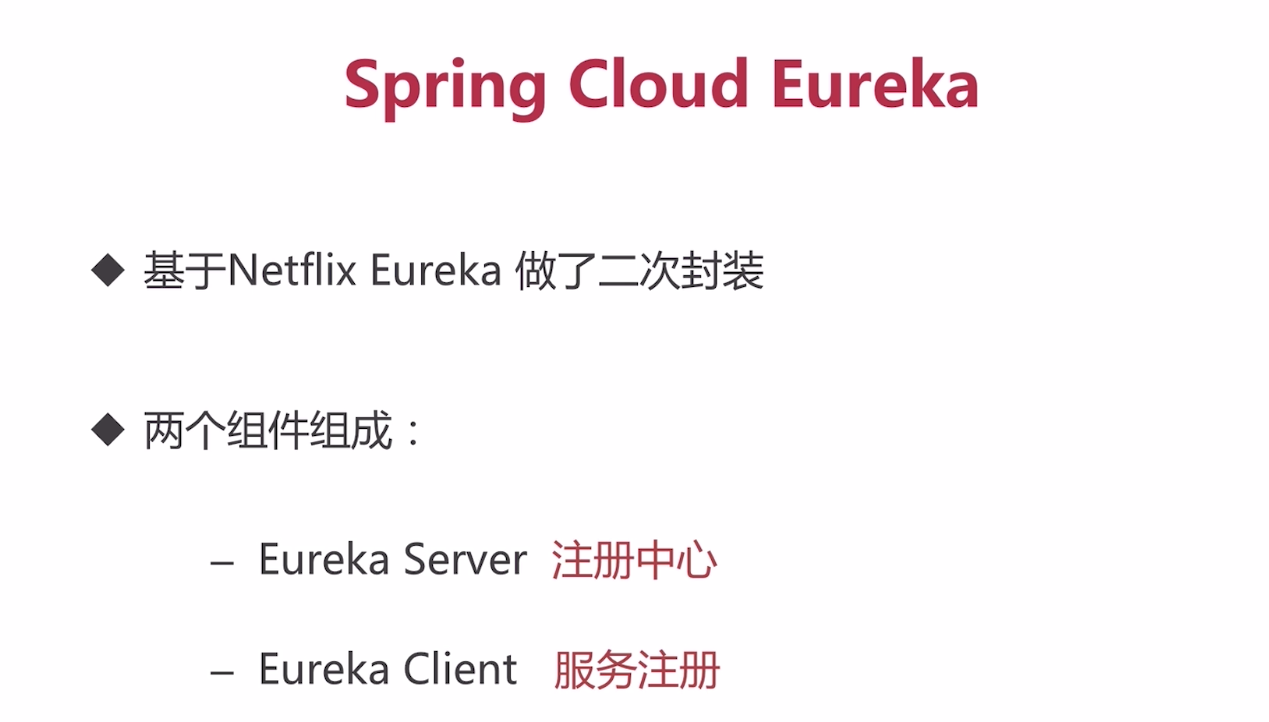 Spring Cloud Eureka
◆ 基于Netflix Eureka 做了二次封装
◆ 两个组件组成：
– Eureka Server 注册中心
– Eureka Client 服务注册